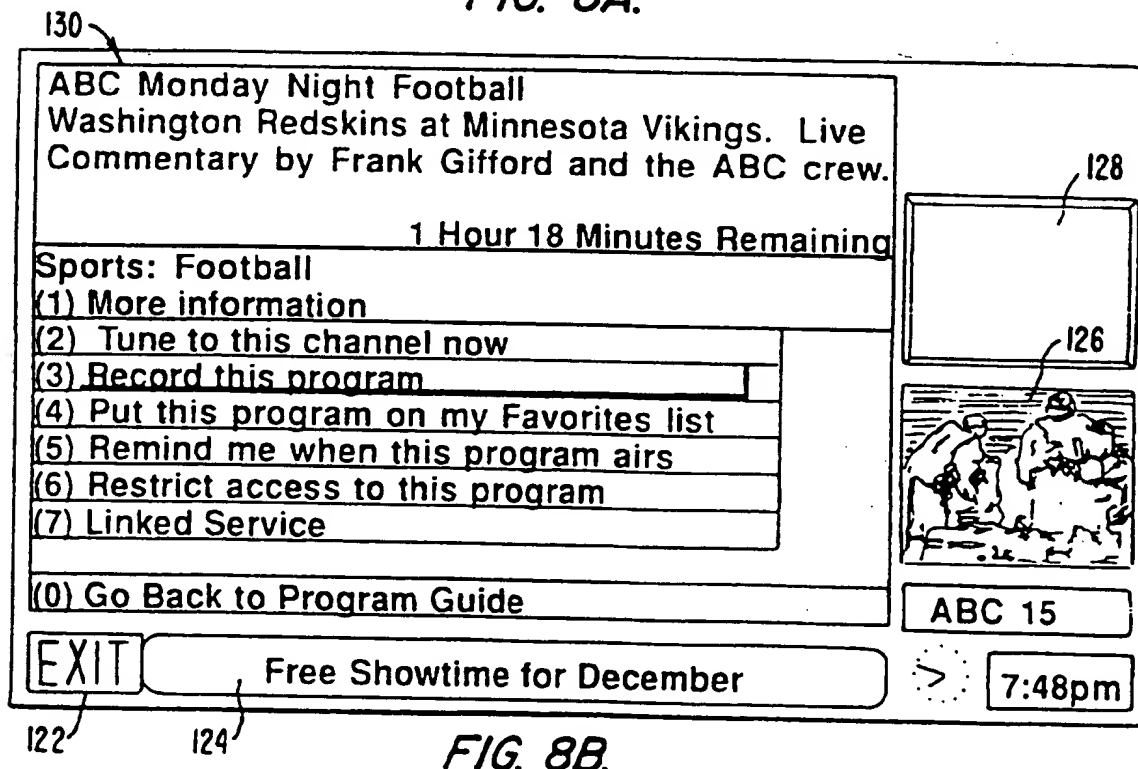 FIG. 8A.
130
ABC Monday Night Football
Washington Redskins at Minnesota Vikings. Live
Commentary by Frank Gifford and the ABC crew.
1 Hour 18 Minutes Remaining
Sports: Football
(1) More information
(2) Tune to this channel now
(3) Record this program
(4) Put this program on my Favorites list
(5) Remind me when this program airs
(6) Restrict access to this program
(7) Linked Service
(0) Go Back to Program Guide
128
126
ABC 15
EXIT
Free Showtime for December
7:48pm
122
124
FIG. 8B.